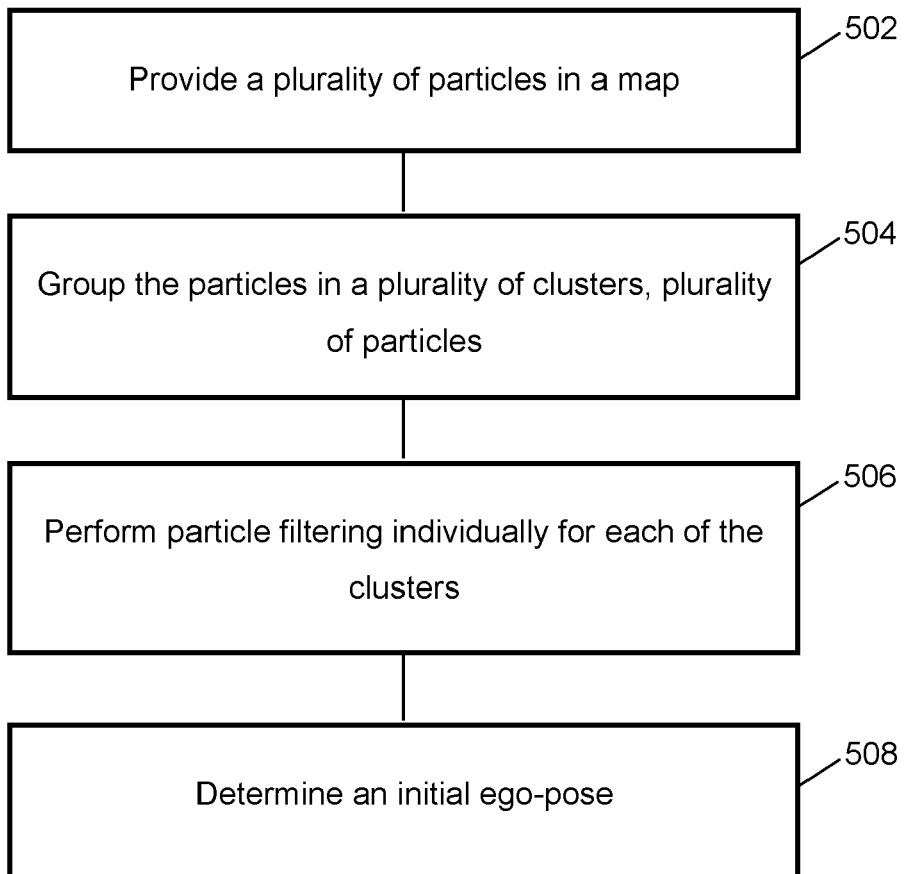 502
Provide a plurality of particles in a map
504
Group the particles in a plurality of clusters, plurality
of particles
506
Perform particle filtering individually for each of the
clusters
508
Determine an initial ego-pose